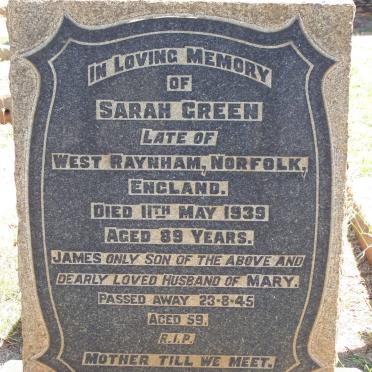 IN LOVING MEMORY
OF
SARAH GREEN
LATE OF
WEST RAYNHAM, NORFOLK,
ENGLAND.
DIED 11TH MAY 1939
AGED 89 YEARS.
JAMES ONLY SON OF THE ABOVE AND
DEARLY LOVED HUSBAND OF MARY.
PASSED AWAY 23-8-45
AGED 59.
R.I.P.
MOTHER TILL WE MEET.